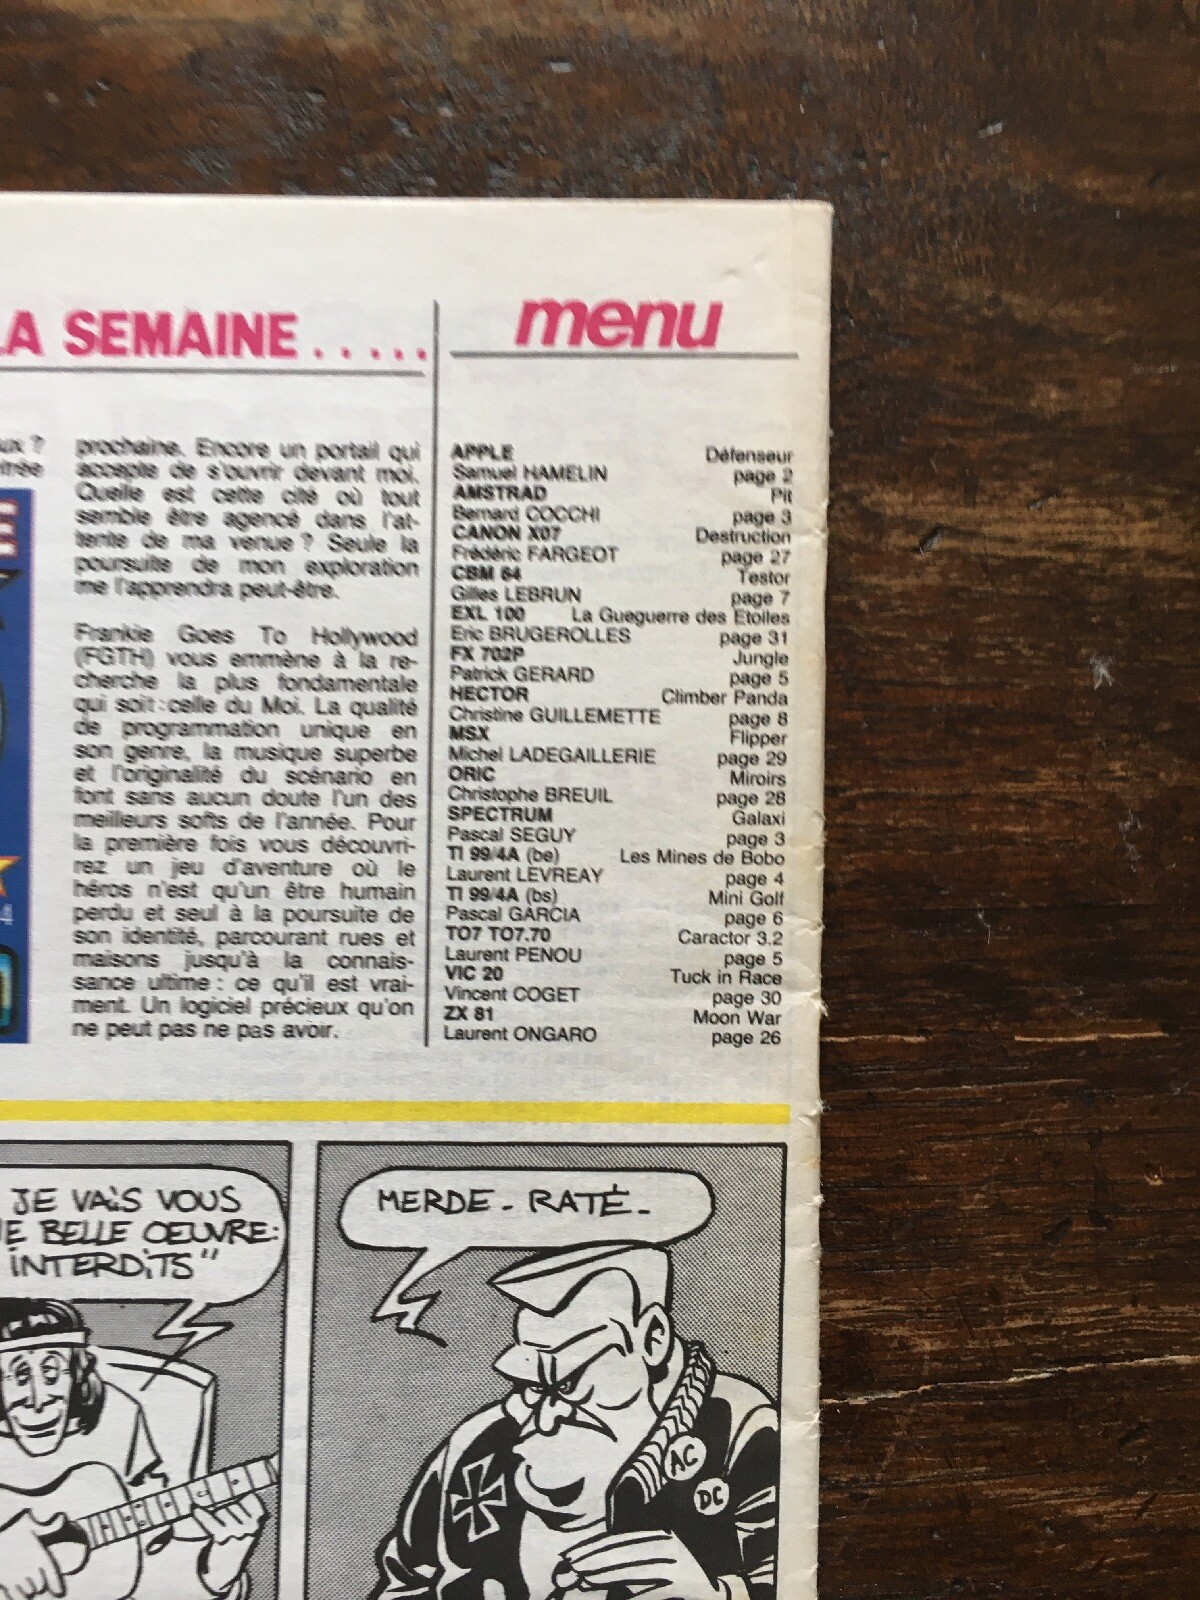 LA SEMAINE . . . . .
menu
ux ?
prochaine. Encore un portail qui
accepte de s'ouvrir devant moi.
Quelle est cette cité où tout
semble être agencé dans l'at-
tente de ma venue ? Seule la
poursuite de mon exploration
me l'apprendra peut-être.
Frankie Goes To Hollywood
(FGTH) vous emmène à la re-
cherche la plus fondamentale
qui soit : celle du Moi. La qualité
de programmation unique en
son genre, la musique superbe
et l'originalité du scénario en
font sans aucun doute l'un des
meilleurs softs de l'année. Pour
la première fois vous découvri-
rez un jeu d'aventure où le
héros n'est qu'un être humain
perdu et seul à la poursuite de
son identité, parcourant rues et
maisons jusqu'à la connais-
sance ultime : ce qu'il est vrai-
ment. Un logiciel précieux qu'on
ne peut pas ne pas avoir.
APPLE Défenseur
Samuel HAMELIN page 2
AMSTRAD Pit
Bernard COCCHI page 3
CANON X07 Destruction
Frédéric FARGEOT page 27
CBM 64 Testor
Gilles LEBRUN page 7
EXL 100 La Gueguerre des Etoiles
Eric BRUGEROLLES page 31
FX 702P Jungle
Patrick GERARD page 5
HECTOR Climber Panda
Christine GUILLEMETTE page 8
MSX Flipper
Michel LADEGAILLERIE page 29
ORIC Miroirs
Christophe BREUIL page 28
SPECTRUM Galaxi
Pascal SEGUY page 3
TI 99/4A (be) Les Mines de Bobo
Laurent LEVREAY page 4
TI 99/4A (bs) Mini Golf
Pascal GARCIA page 6
TO7 TO7.70 Caractor 3.2
Laurent PENOU page 5
VIC 20 Tuck in Race
Vincent COGET page 30
ZX 81 Moon War
Laurent ONGARO page 26
JE VAIS VOUS
BELLE OEUVRE:
INTERDITS"
MERDE - RATÉ -
AC
DC